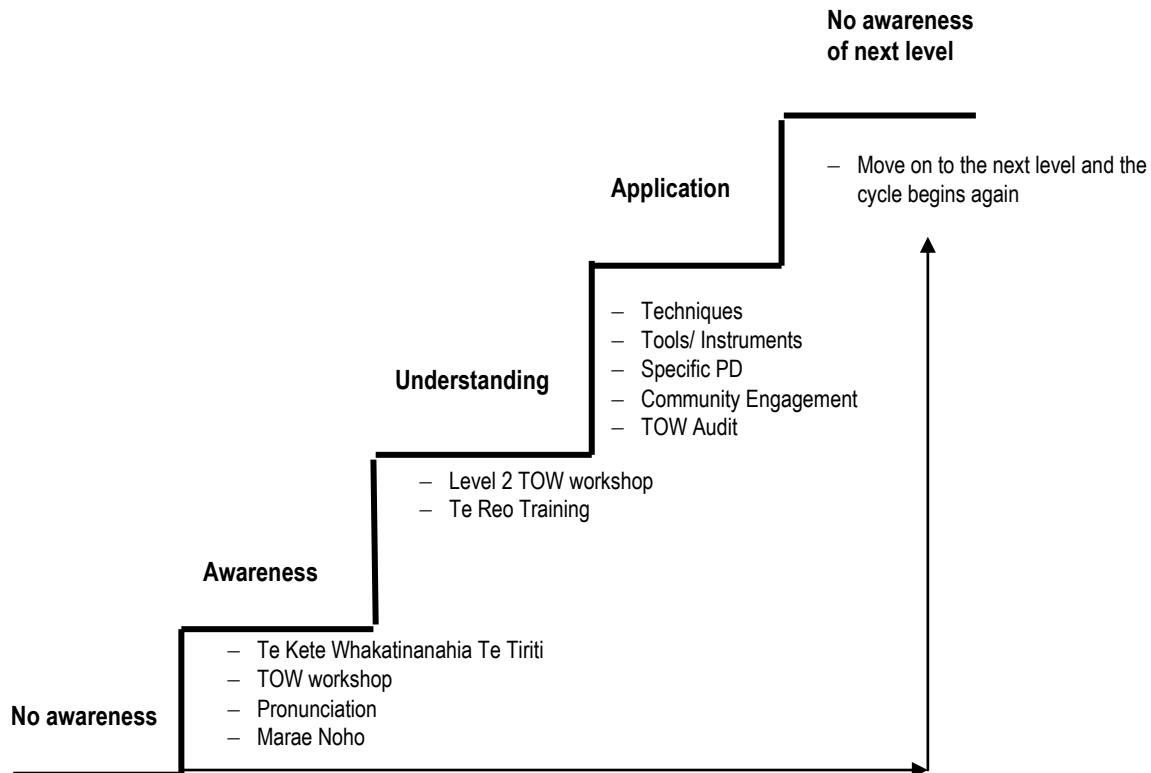 No awareness
of next level
– Move on to the next level and the
cycle begins again
Application
– Techniques
– Tools/ Instruments
– Specific PD
– Community Engagement
– TOW Audit
Understanding
– Level 2 TOW workshop
– Te Reo Training
Awareness
– Te Kete Whakatinanahia Te Tiriti
– TOW workshop
– Pronunciation
– Marae Noho
No awareness